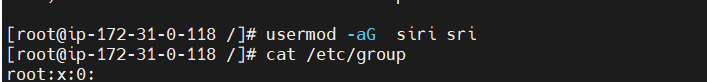 [root@ip-172-31-0-118 /]# usermod -aG  siri sri
[root@ip-172-31-0-118 /]# cat /etc/group
root:x:0: